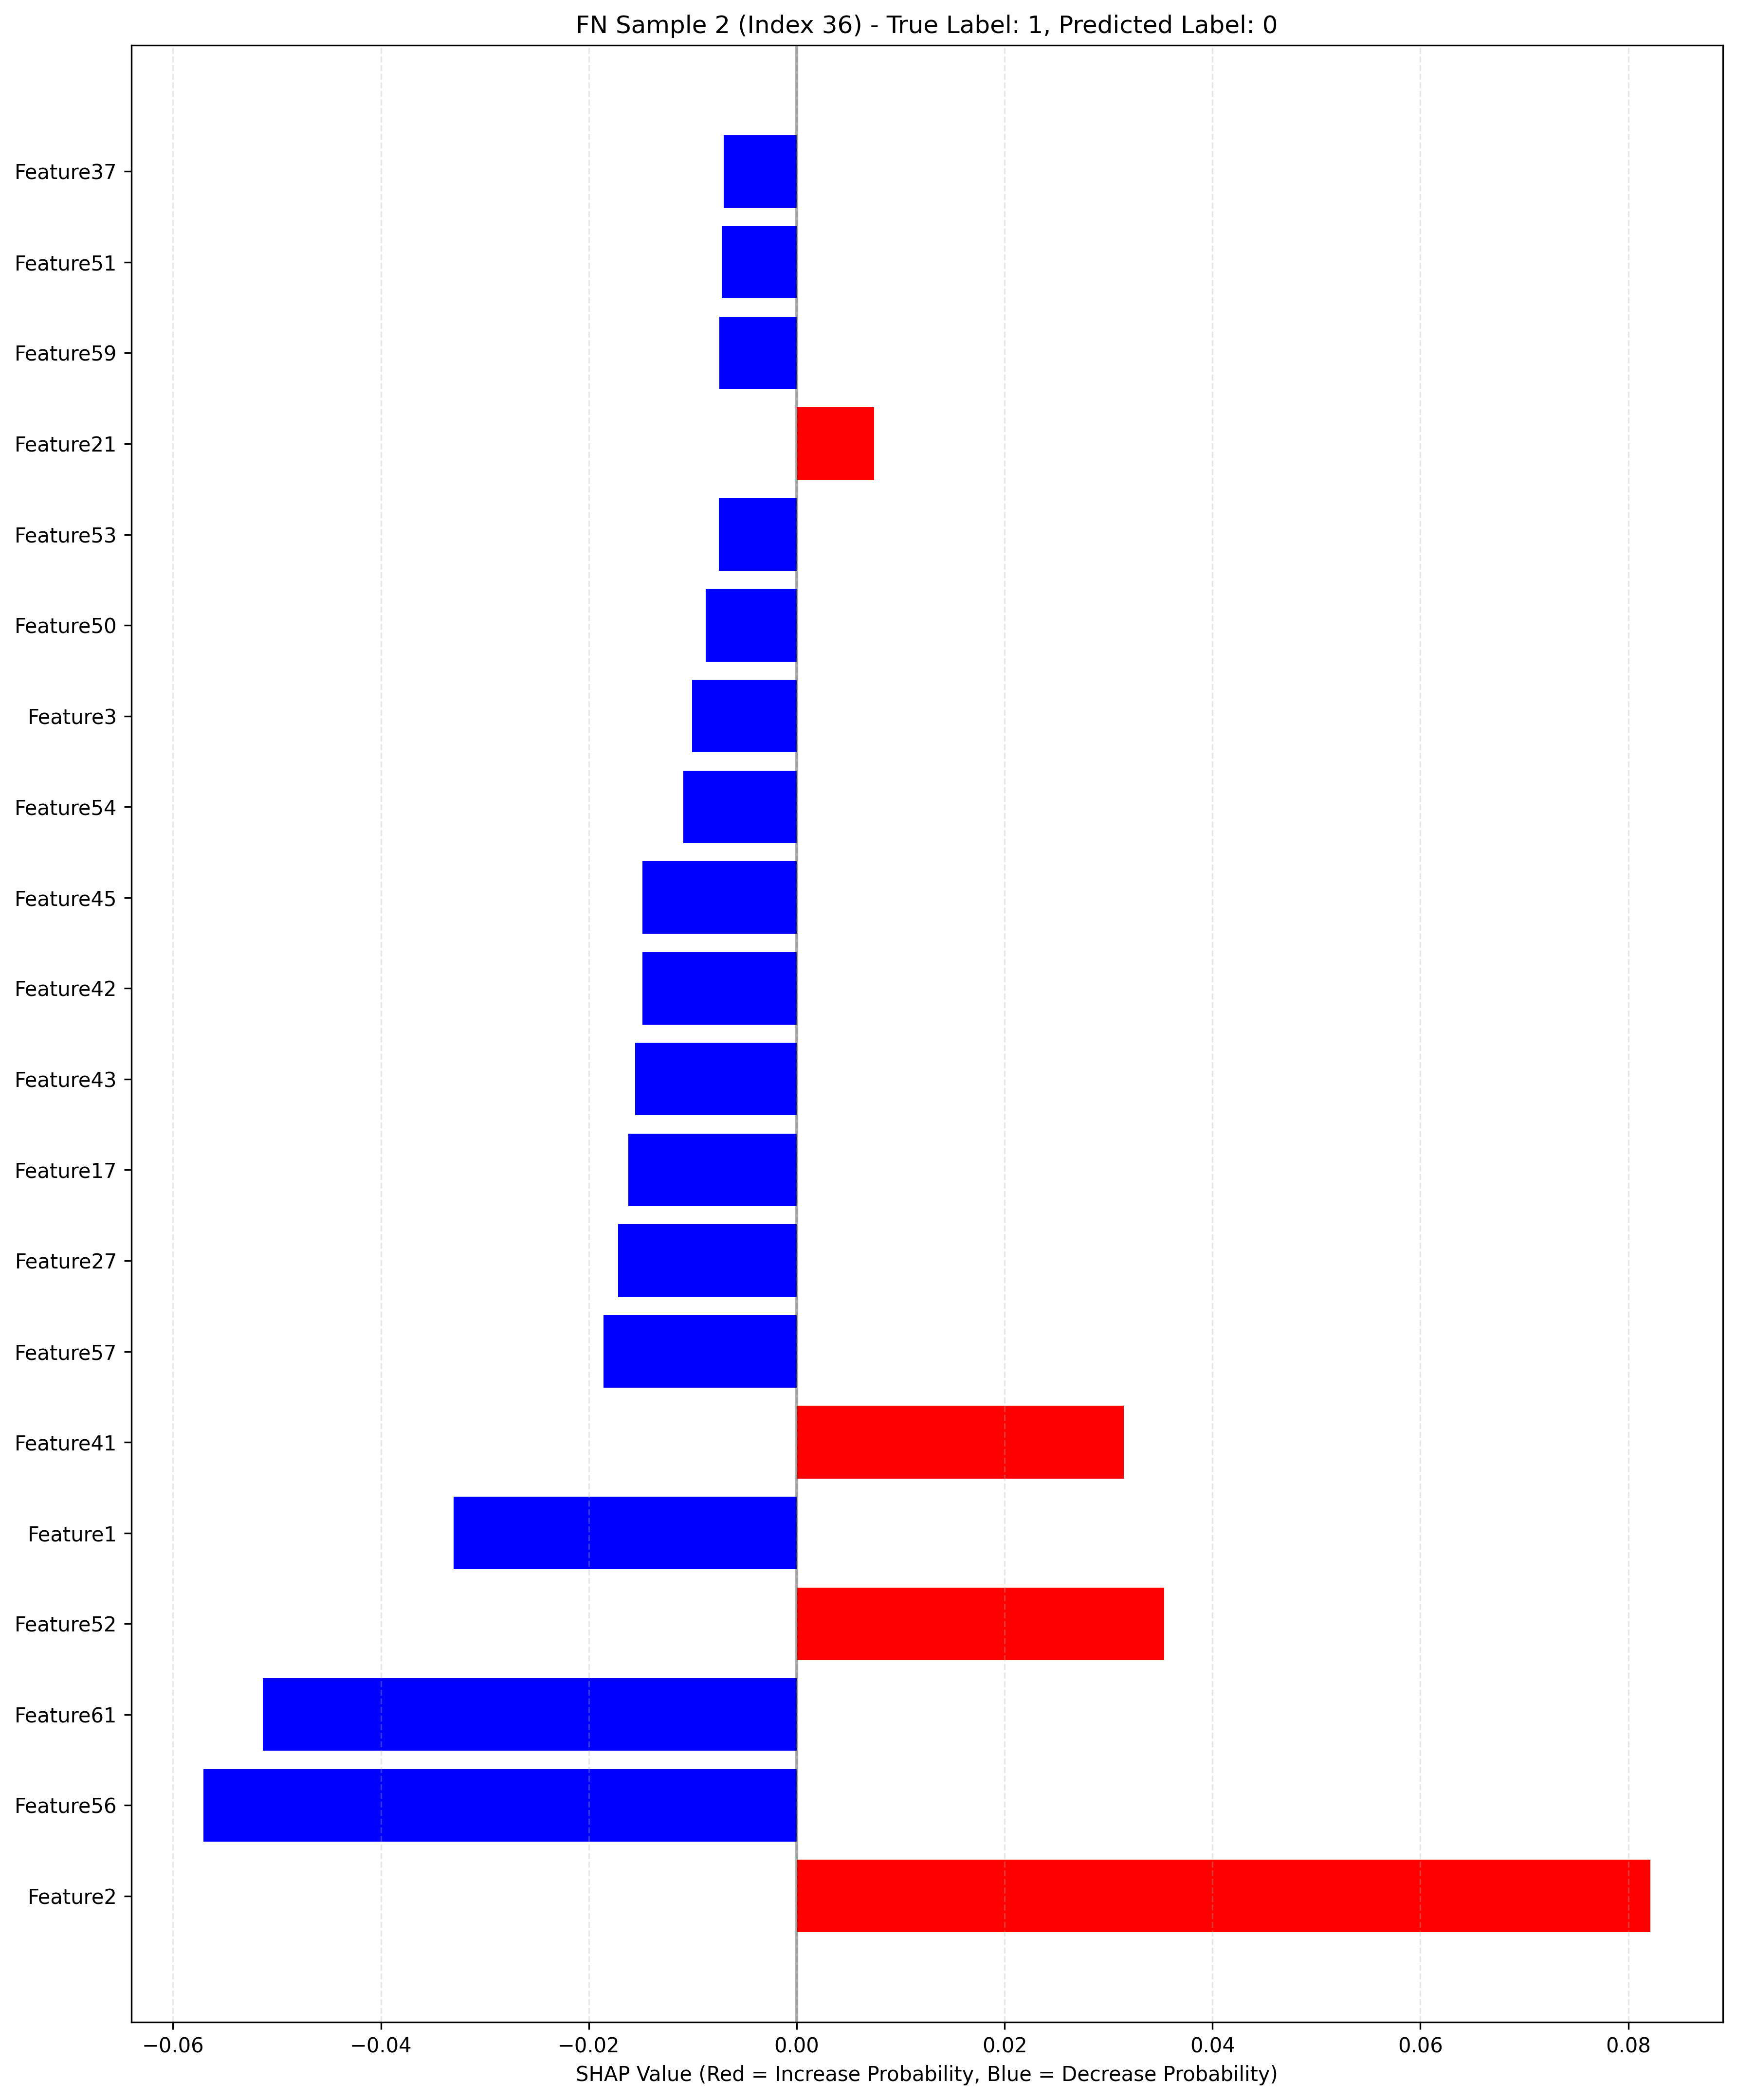 FN Sample 2 (Index 36) - True Label: 1, Predicted Label: 0
Feature37
Feature51
Feature59
Feature21
Feature53
Feature50
Feature3
Feature54
Feature45
Feature42
Feature43
Feature17
Feature27
Feature57
Feature41
Feature1
Feature52
Feature61
Feature56
Feature2
−0.06 −0.04 −0.02 0.00 0.02 0.04 0.06 0.08
SHAP Value (Red = Increase Probability, Blue = Decrease Probability)